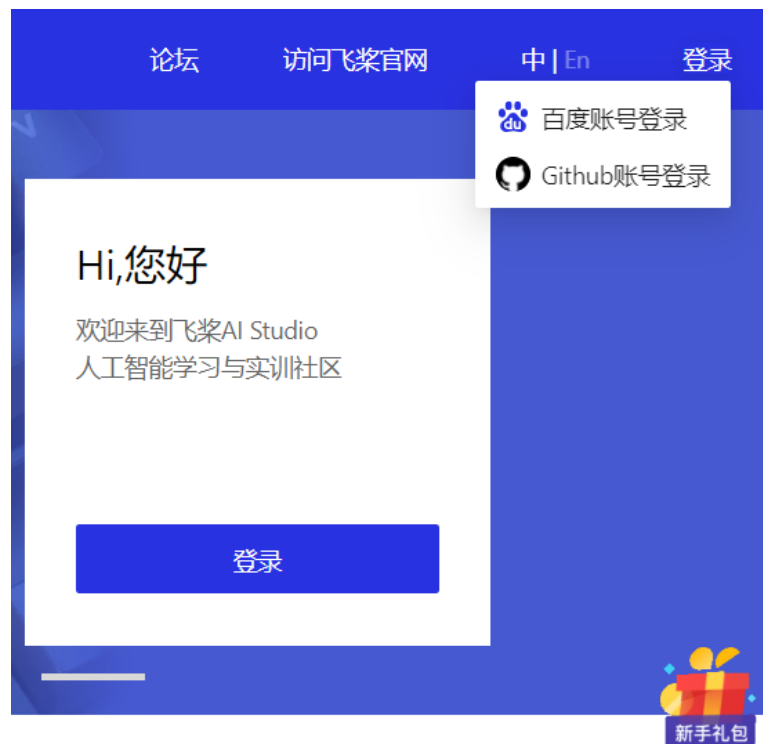 论坛 访问飞桨官网 中 | En 登录
百度账号登录
Github账号登录
Hi,您好
欢迎来到飞桨AI Studio
人工智能学习与实训社区
登录
新手礼包